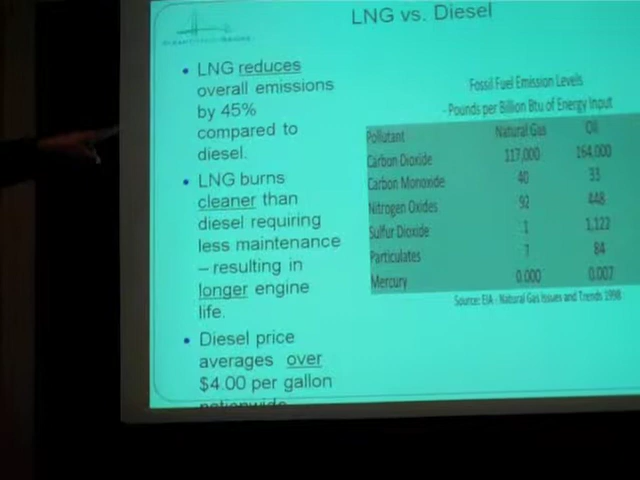 LNG vs. Diesel
• LNG reduces
overall emissions
by 45%
compared to
diesel.
• LNG burns
cleaner than
diesel requiring
less maintenance
– resulting in
longer engine
life.
• Diesel price
averages over
$4.00 per gallon
nationwide
Fossil Fuel Emission Levels
- Pounds per Billion Btu of Energy Input
Pollutant Natural Gas Oil
Carbon Dioxide 117,000 164,000
Carbon Monoxide 40 33
Nitrogen Oxides 92 448
Sulfur Dioxide 1 1,122
Particulates 7 84
Mercury 0.000 0.007
Source: EIA - Natural Gas Issues and Trends 1998